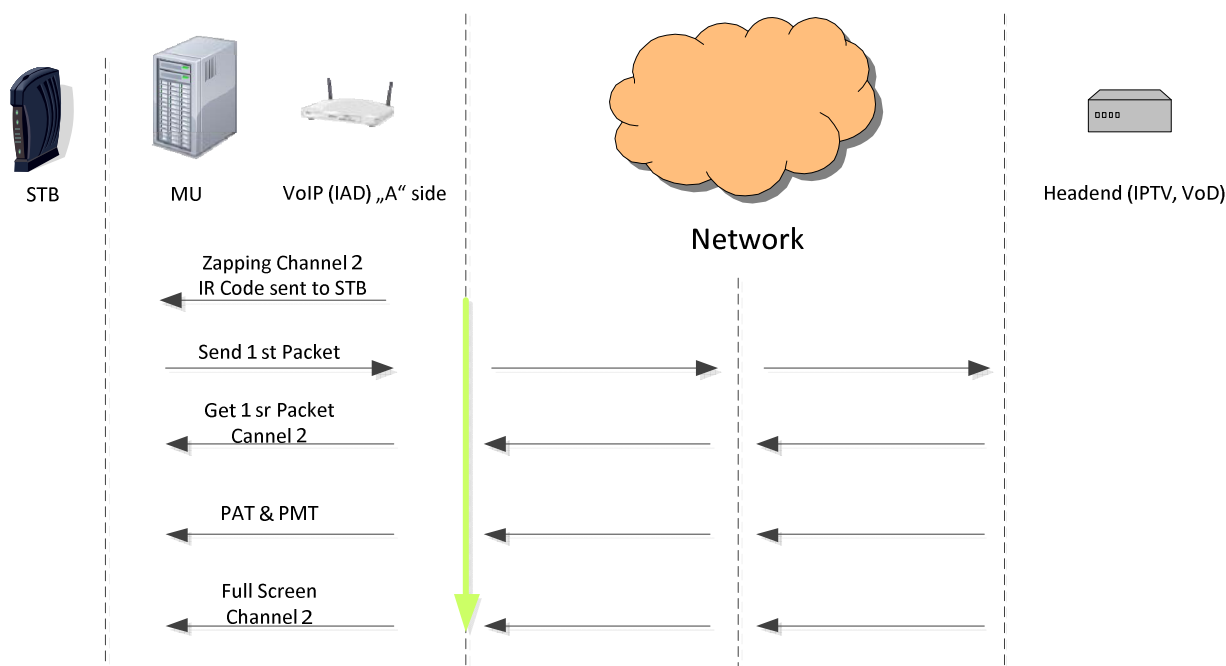 STB
MU
VoIP (IAD) „A“ side
Headend (IPTV, VoD)
Network
Zapping Channel 2
IR Code sent to STB
Send 1 st Packet
Get 1 sr Packet
Cannel 2
PAT & PMT
Full Screen
Channel 2